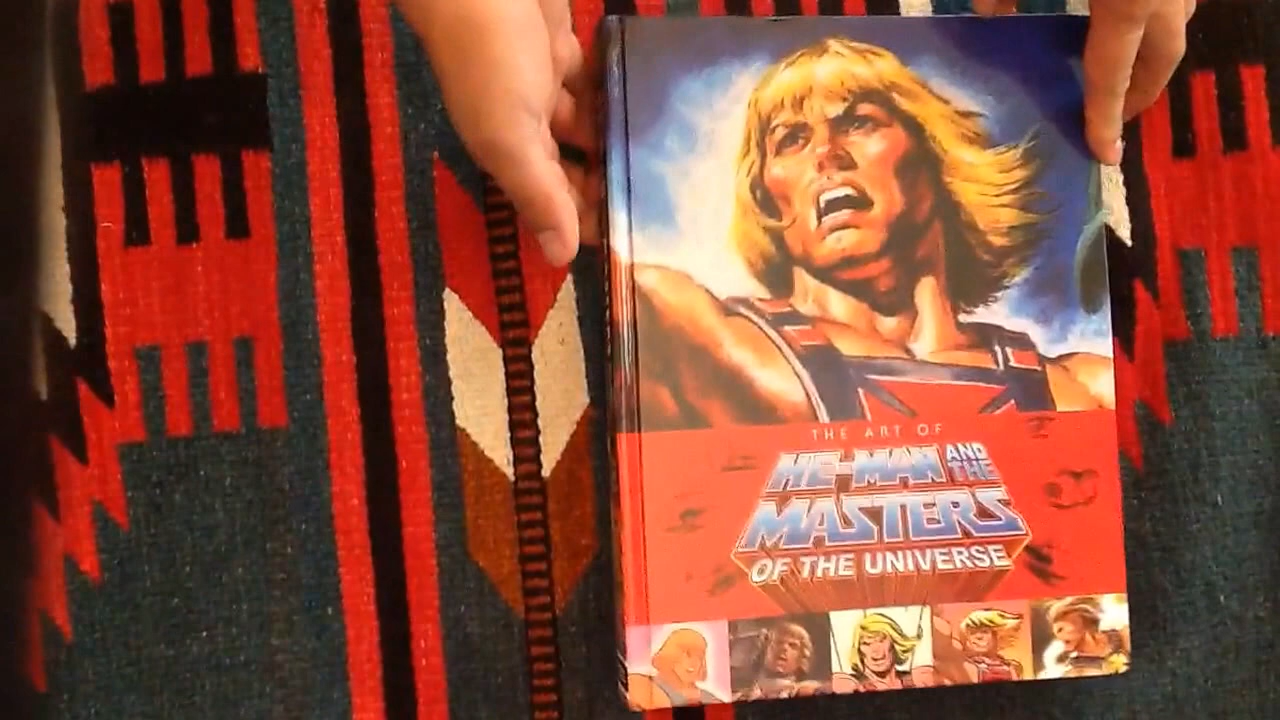 THE ART OF
HE-MAN AND THE
MASTERS
OF THE UNIVERSE